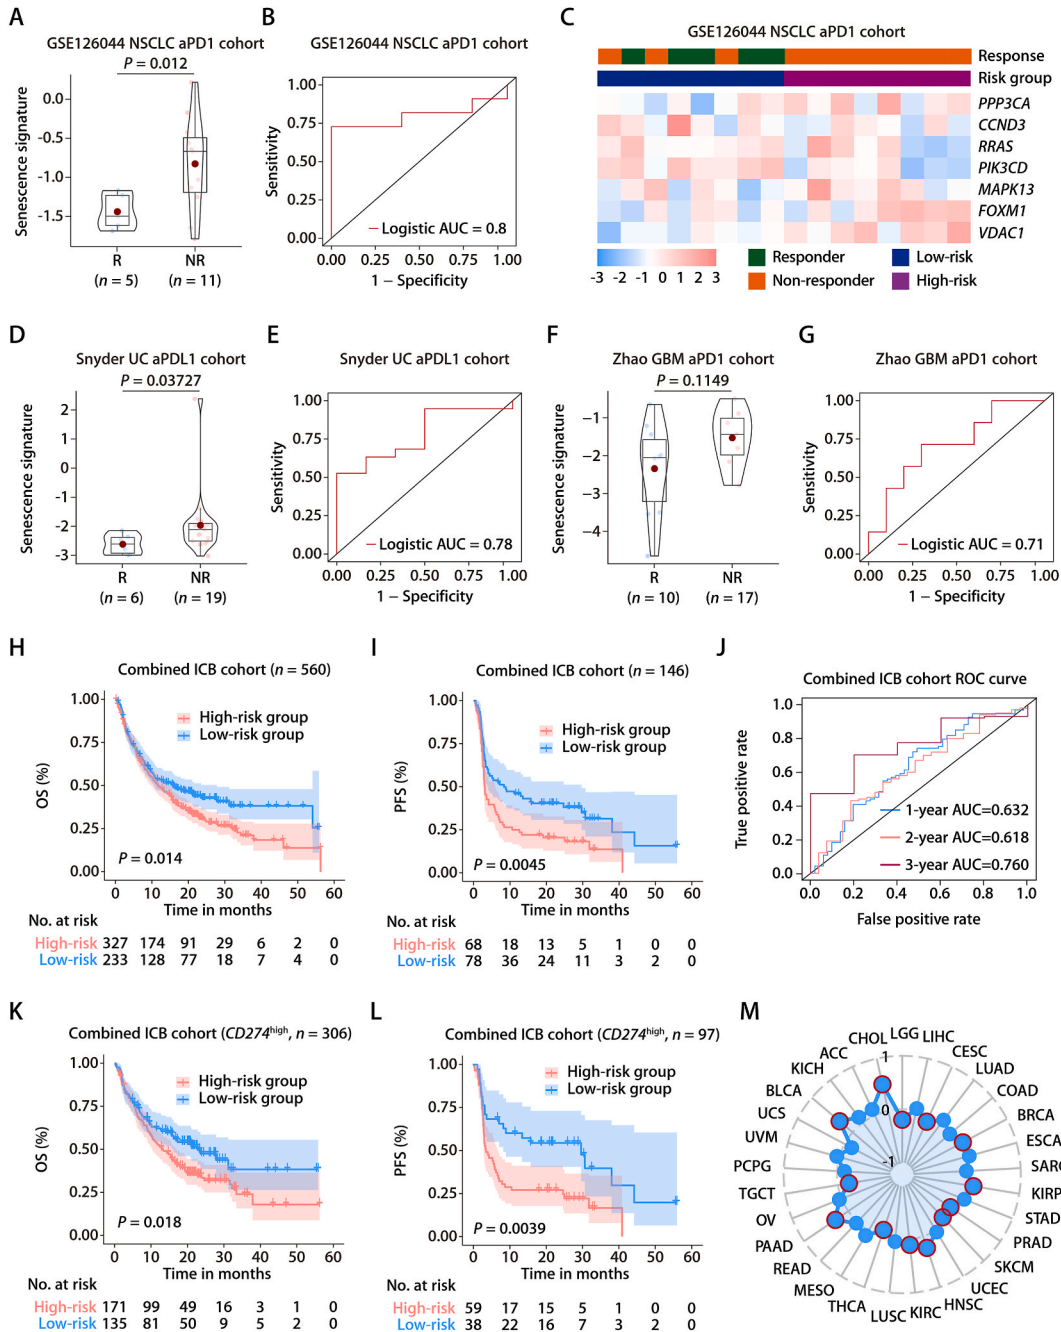 A
GSE126044 NSCLC aPD1 cohort
P = 0.012
Senescence signature
0.0
-0.5
-1.0
-1.5
R
NR
(n = 5)
(n = 11)
B
GSE126044 NSCLC aPD1 cohort
Sensitivity
1.00
0.75
0.50
0.25
0.00
Logistic AUC = 0.8
0.00 0.25 0.50 0.75 1.00
1 − Specificity
C
GSE126044 NSCLC aPD1 cohort
Response
Risk group
PPP3CA
CCND3
RRAS
PIK3CD
MAPK13
FOXM1
VDAC1
-3 -2 -1 0 1 2 3
Responder
Non-responder
Low-risk
High-risk
D
Snyder UC aPDL1 cohort
P = 0.03727
Senescence signature
2
1
0
-1
-2
-3
R
NR
(n = 6)
(n = 19)
E
Snyder UC aPDL1 cohort
Sensitivity
1.00
0.75
0.50
0.25
0.00
Logistic AUC = 0.78
0.00 0.25 0.50 0.75 1.00
1 − Specificity
F
Zhao GBM aPD1 cohort
P = 0.1149
Senescence signature
−1
−2
−3
−4
R
NR
(n = 10)
(n = 17)
G
Zhao GBM aPD1 cohort
Sensitivity
1.00
0.75
0.50
0.25
0.00
Logistic AUC = 0.71
0.00 0.25 0.50 0.75 1.00
1 − Specificity
H
Combined ICB cohort (n = 560)
OS (%)
1.00
0.75
0.50
0.25
0.00
High-risk group
Low-risk group
P = 0.014
0 10 20 30 40 50 60
Time in months
No. at risk
High-risk 327 174 91 29 6 2 0
Low-risk 233 128 77 18 7 4 0
I
Combined ICB cohort (n = 146)
PFS (%)
1.00
0.75
0.50
0.25
0.00
High-risk group
Low-risk group
P = 0.0045
0 10 20 30 40 50 60
Time in months
No. at risk
High-risk 68 18 13 5 1 0 0
Low-risk 78 36 24 11 3 2 0
J
Combined ICB cohort ROC curve
True positive rate
1.0
0.8
0.6
0.4
0.2
0.0
1-year AUC=0.632
2-year AUC=0.618
3-year AUC=0.760
0.0 0.2 0.4 0.6 0.8 1.0
False positive rate
K
Combined ICB cohort (CD274high, n = 306)
OS (%)
1.00
0.75
0.50
0.25
0.00
High-risk group
Low-risk group
P = 0.018
0 10 20 30 40 50 60
Time in months
No. at risk
High-risk 171 99 49 16 3 1 0
Low-risk 135 81 50 9 5 2 0
L
Combined ICB cohort (CD274high, n = 97)
PFS (%)
1.00
0.75
0.50
0.25
0.00
High-risk group
Low-risk group
P = 0.0039
0 10 20 30 40 50 60
Time in months
No. at risk
High-risk 59 17 15 5 1 0 0
Low-risk 38 22 16 7 3 2 0
M
1
0
-1
LGG
LIHC
CESC
LUAD
COAD
BRCA
ESCA
SARC
KIRP
STAD
PRAD
SKCM
UCEC
HNSC
KIRC
LUSC
THCA
MESO
READ
PAAD
OV
TGCT
PCPG
UVM
UCS
BLCA
KICH
ACC
CHOL